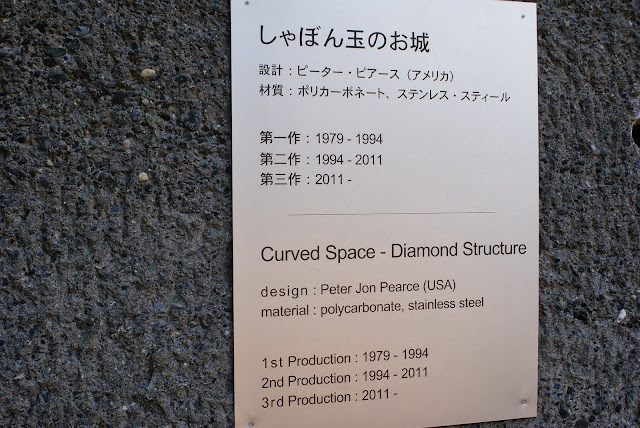 しゃぼん玉のお城
設計：ピーター・ピアース（アメリカ）
材質：ポリカーボネート、ステンレス・スティール
第一作：1979 - 1994
第二作：1994 - 2011
第三作：2011 -
Curved Space - Diamond Structure
design : Peter Jon Pearce (USA)
material : polycarbonate, stainless steel
1st Production : 1979 - 1994
2nd Production : 1994 - 2011
3rd Production : 2011 -